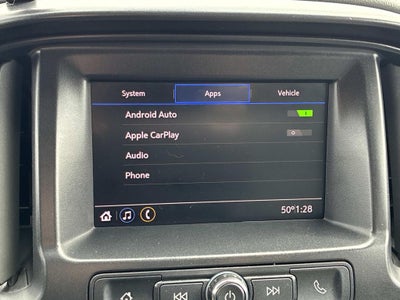 System Apps Vehicle
Android Auto
Apple CarPlay
Audio
Phone
50° 1:28